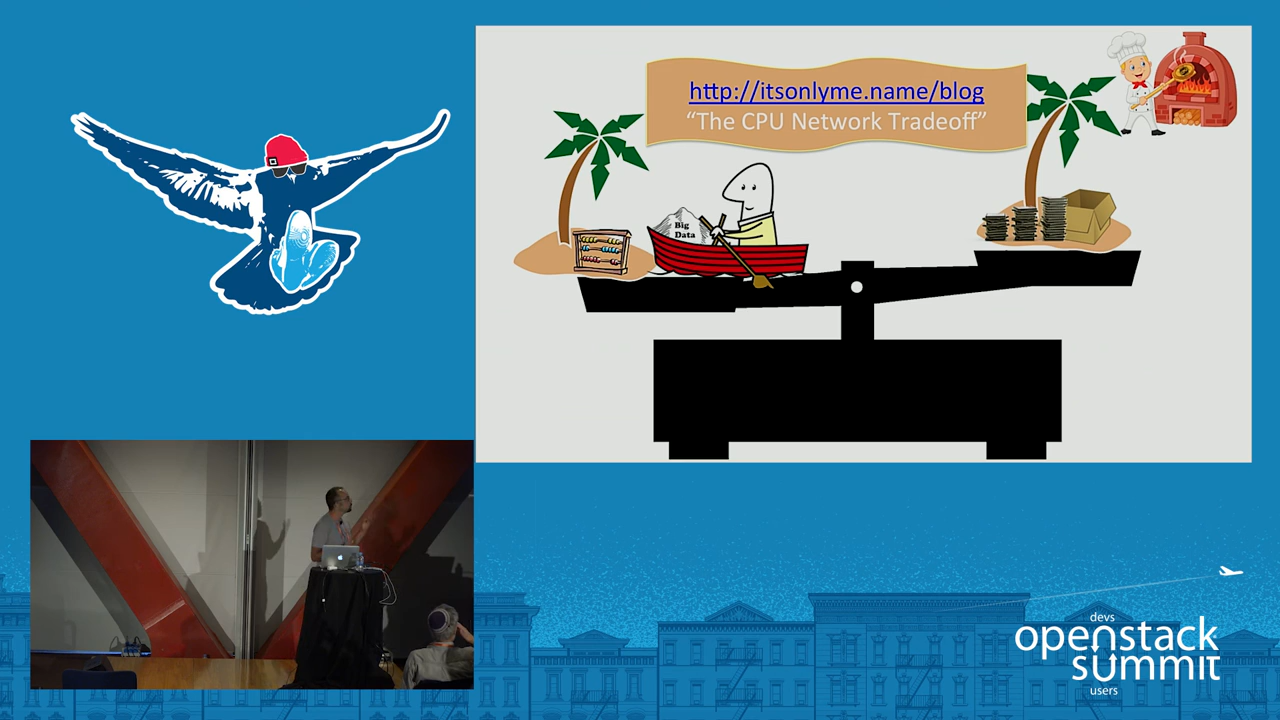 http://itsonlyme.name/blog
“The CPU Network Tradeoff”
Big
Data
devs
openstack
summit
users